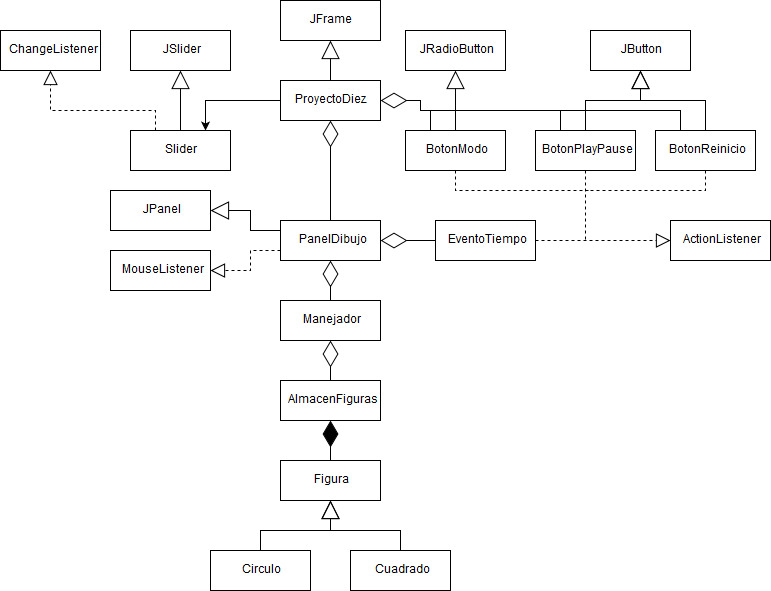 JFrame
ChangeListener
JSlider
JRadioButton
JButton
ProyectoDiez
Slider
BotonModo
BotonPlayPause
BotonReinicio
JPanel
PanelDibujo
EventoTiempo
ActionListener
MouseListener
Manejador
AlmacenFiguras
Figura
Circulo
Cuadrado